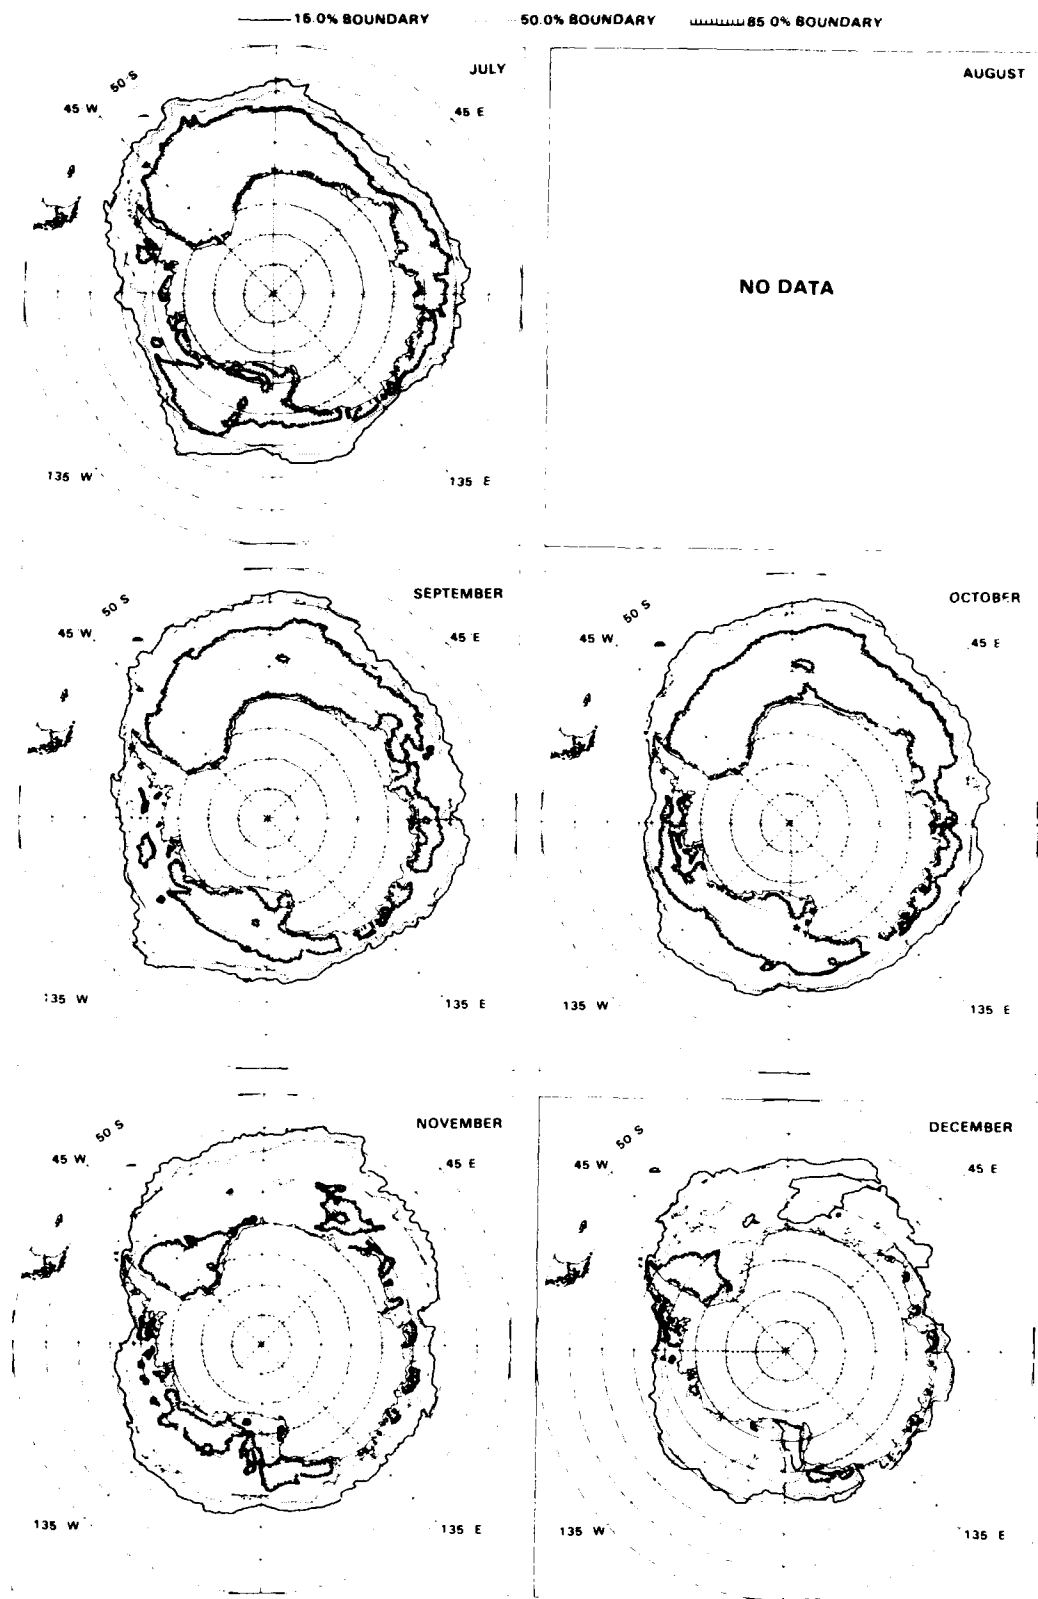 15.0% BOUNDARY 50.0% BOUNDARY 85.0% BOUNDARY
JULY
50 S
45 W
45 E
135 W
135 E
AUGUST
NO DATA
SEPTEMBER
50 S
45 W
45 E
135 W
135 E
OCTOBER
50 S
45 W
45 E
135 W
135 E
NOVEMBER
50 S
45 W
45 E
135 W
135 E
DECEMBER
50 S
45 W
45 E
135 W
135 E